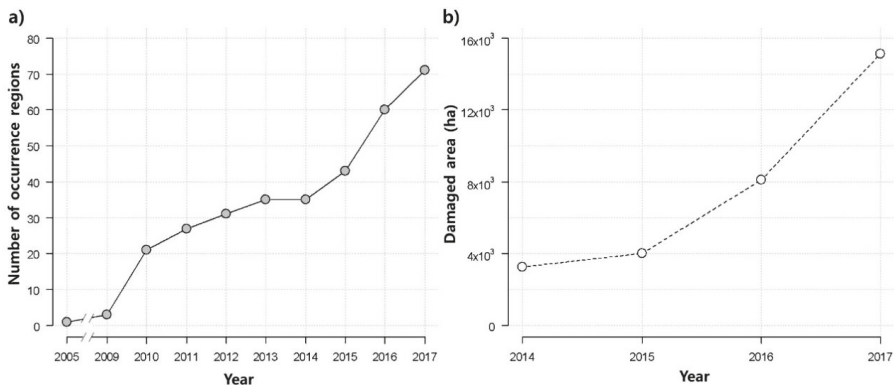 a)
80
70
60
50
40
30
20
10
0
Number of occurrence regions
2005 2009 2010 2011 2012 2013 2014 2015 2016 2017
Year
b)
16x10³
12x10³
8x10³
4x10³
0
Damaged area (ha)
2014 2015 2016 2017
Year